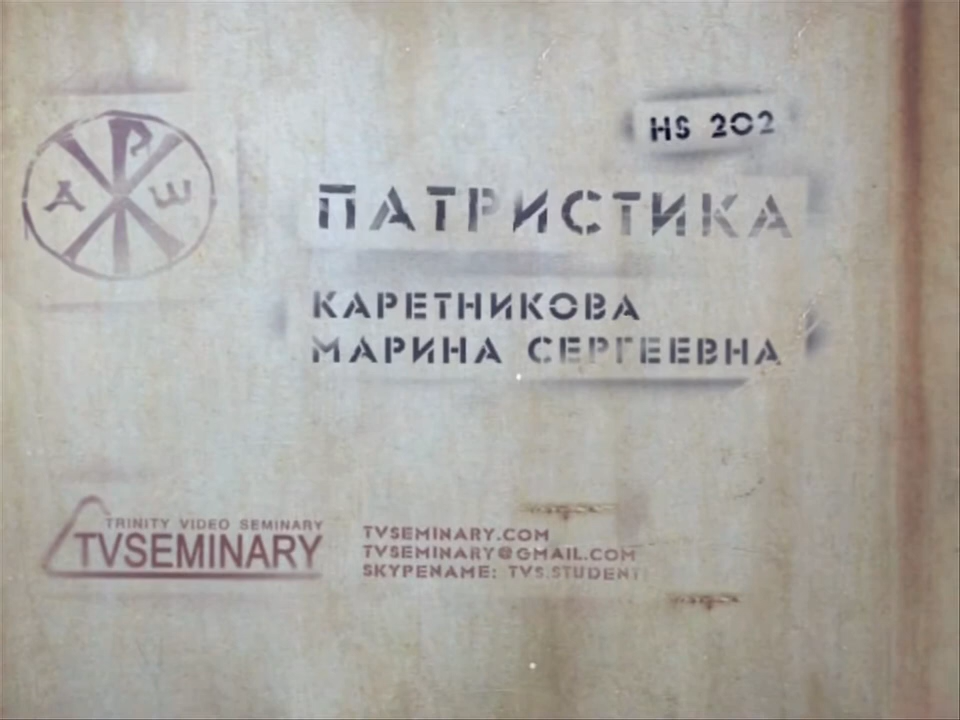 HS 202
ПАТРИСТИКА
КАРЕТНИКОВА
МАРИНА СЕРГЕЕВНА
Α Ρ ω
TRINITY VIDEO SEMINARY
TVSEMINARY
TVSEMINARY.COM
TVSEMINARY@GMAIL.COM
SKYPENAME: TVS.STUDENT